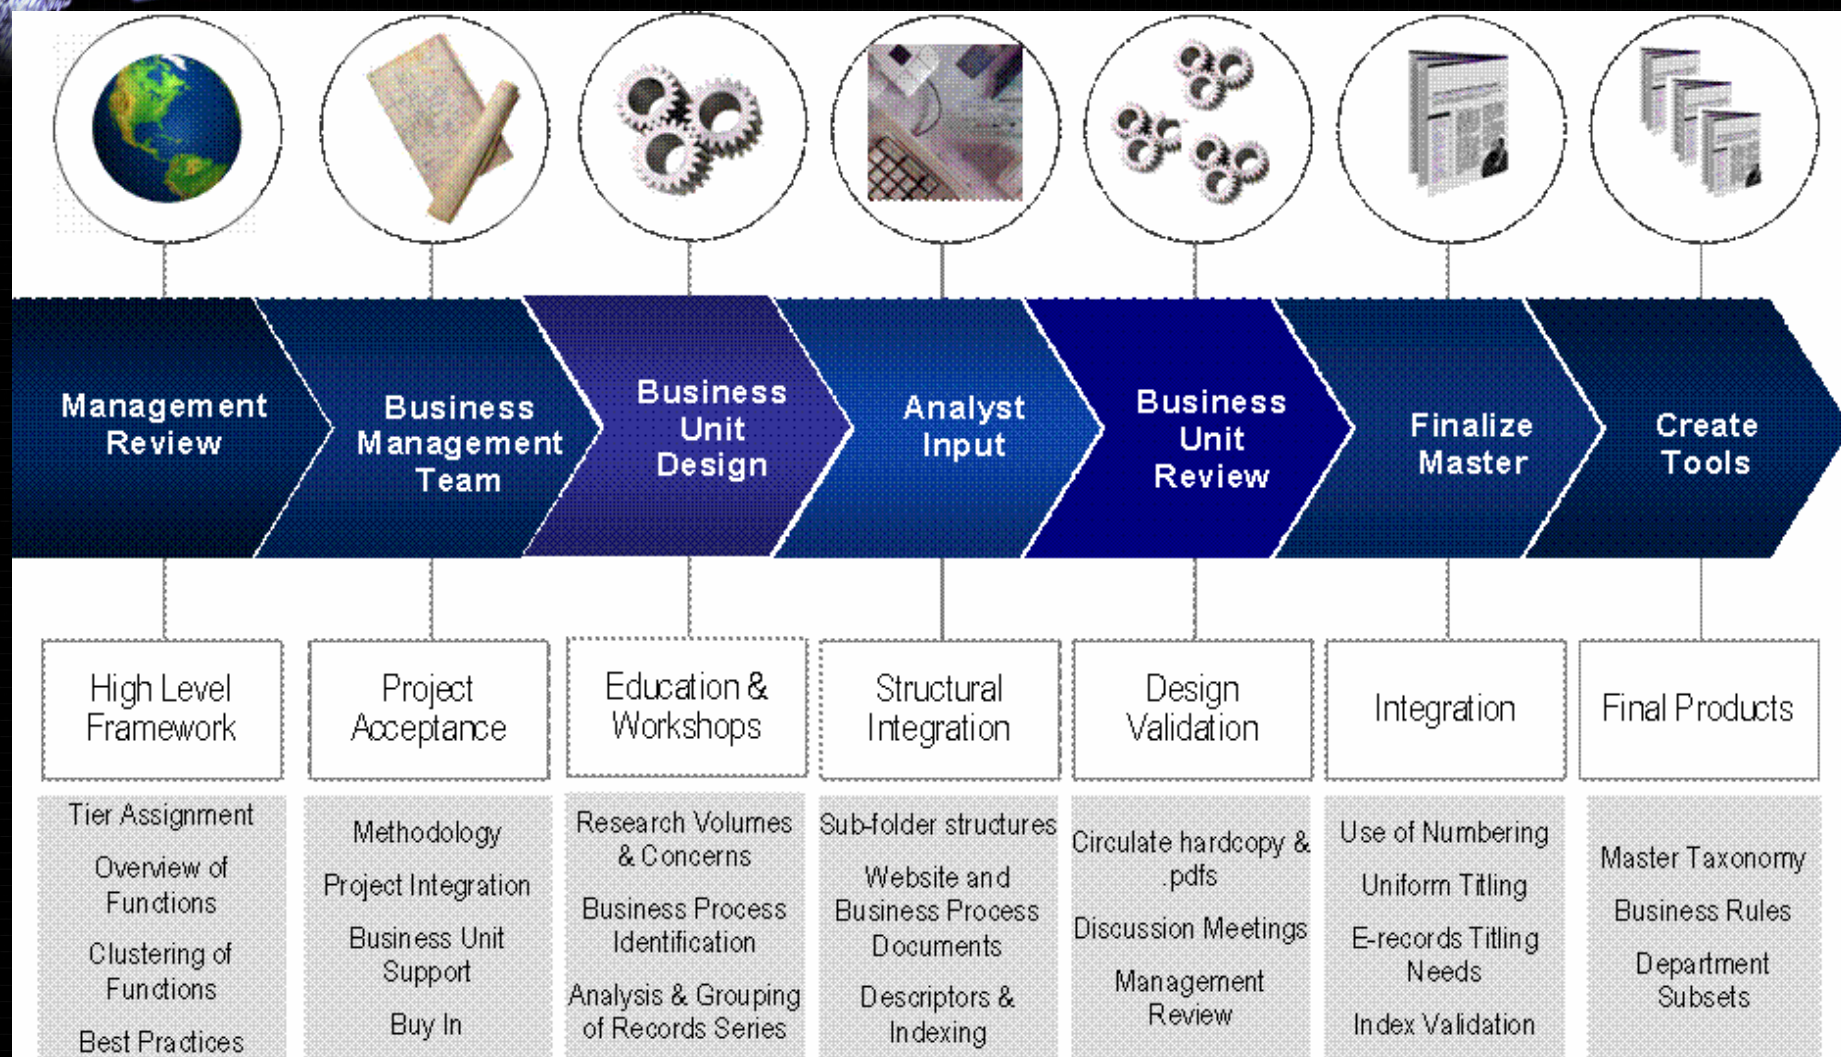 Management
Review
Business
Management
Team
Business
Unit
Design
Analyst
Input
Business
Unit
Review
Finalize
Master
Create
Tools
High Level
Framework
Project
Acceptance
Education &
Workshops
Structural
Integration
Design
Validation
Integration
Final Products
Tier Assignment
Overview of
Functions
Clustering of
Functions
Best Practices
Methodology
Project Integration
Business Unit
Support
Buy In
Research Volumes
& Concerns
Business Process
Identification
Analysis & Grouping
of Records Series
Sub-folder structures
Website and
Business Process
Documents
Descriptors &
Indexing
Circulate hardcopy &
.pdfs
Discussion Meetings
Management
Review
Use of Numbering
Uniform Titling
E-records Titling
Needs
Index Validation
Master Taxonomy
Business Rules
Department
Subsets